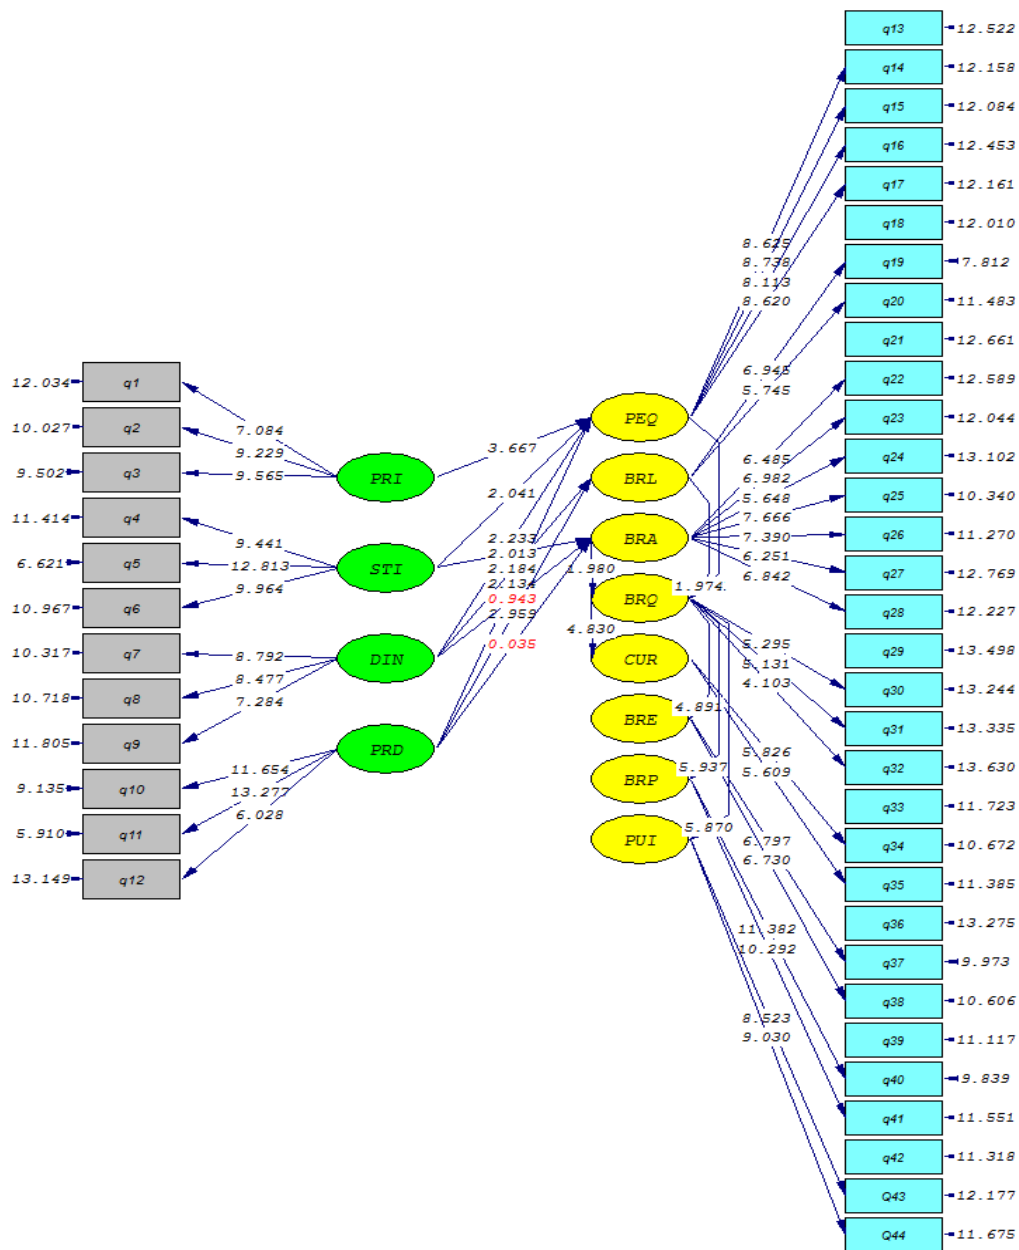 q13 12.522
q14 12.158
q15 12.084
q16 12.453
q17 12.161
q18 12.010
q19 7.812
q20 11.483
q21 12.661
q22 12.589
q23 12.044
q24 13.102
q25 10.340
q26 11.270
q27 12.769
q28 12.227
q29 13.498
q30 13.244
q31 13.335
q32 13.630
q33 11.723
q34 10.672
q35 11.385
q36 13.275
q37 9.973
q38 10.606
q39 11.117
q40 9.839
q41 11.551
q42 11.318
Q43 12.177
Q44 11.675
12.034 q1
10.027 q2
9.502 q3
11.414 q4
6.621 q5
10.967 q6
10.317 q7
10.718 q8
11.805 q9
9.135 q10
5.910 q11
13.149 q12
7.084
9.229
9.565
9.441
12.813
9.964
8.792
8.477
7.284
11.654
13.277
6.028
PRI
STI
DIN
PRD
3.667
2.041
2.233
2.013
2.184
2.134
0.943
2.959
0.035
PEQ
BRL
BRA
BRQ
CUR
BRE
BRP
PUI
1.980
4.830
1.974
4.891
5.937
5.870
8.625
8.738
8.113
8.620
6.945
5.745
6.485
6.982
5.648
7.666
7.390
6.251
6.842
5.295
5.131
4.103
5.826
5.609
6.797
6.730
11.382
10.292
8.523
9.030